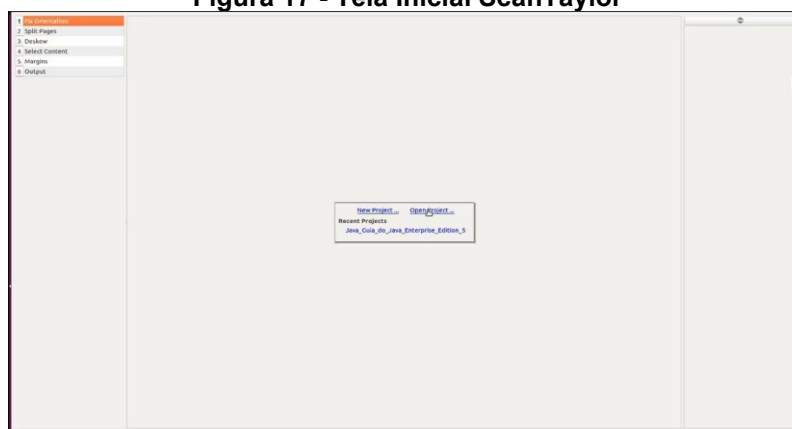 Figura 17 - Tela Inicial ScanTaylor
1 Fix Orientation
2 Split Pages
3 Deskew
4 Select Content
5 Margins
6 Output
New Project ... Open Project ...
Recent Projects
Java_Guia_do_Java_Enterprise_Edition_5